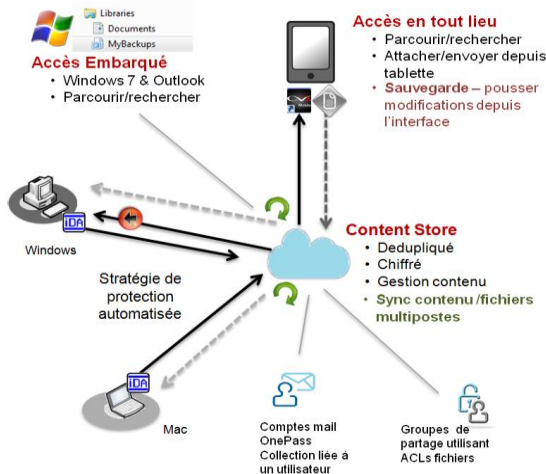 Libraries
Documents
MyBackups
Accès Embarqué
• Windows 7 & Outlook
• Parcourir/rechercher
Accès en tout lieu
• Parcourir/rechercher
• Attacher/envoyer depuis
tablette
• Sauvegarde – pousser
modifications depuis
l'interface
iDA
Windows
Stratégie de
protection
automatisée
Content Store
• Dedupliqué
• Chiffré
• Gestion contenu
• Sync contenu /fichiers
multipostes
iDA
Mac
Comptes mail
OnePass
Collection liée à
un utilisateur
Groupes de
partage utilisant
ACLs fichiers